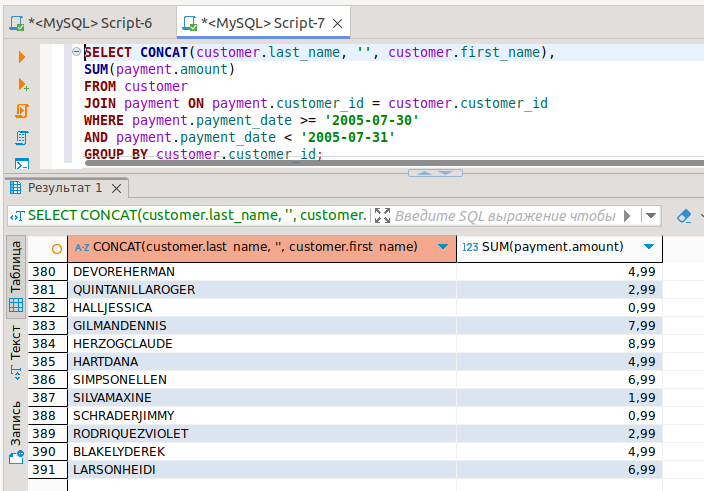 *<MySQL> Script-6
*<MySQL> Script-7
SELECT CONCAT(customer.last_name, '', customer.first_name),
SUM(payment.amount)
FROM customer
JOIN payment ON payment.customer_id = customer.customer_id
WHERE payment.payment_date >= '2005-07-30'
AND payment.payment_date < '2005-07-31'
GROUP BY customer.customer_id;
Результат 1
SELECT CONCAT(customer.last_name, '', customer.
Введите SQL выражение чтобы
Таблица
Текст
Запись
A-Z CONCAT(customer.last_name, '', customer.first_name)
123 SUM(payment.amount)
380 DEVOREHERMAN 4,99
381 QUINTANILLAROGER 2,99
382 HALLJESSICA 0,99
383 GILMANDENNIS 7,99
384 HERZOGCLAUDE 8,99
385 HARTDANA 4,99
386 SIMPSONELLEN 6,99
387 SILVAMAXINE 1,99
388 SCHRADERJIMMY 0,99
389 RODRIQUEZVIOLET 2,99
390 BLAKELYDEREK 4,99
391 LARSONHEIDI 6,99